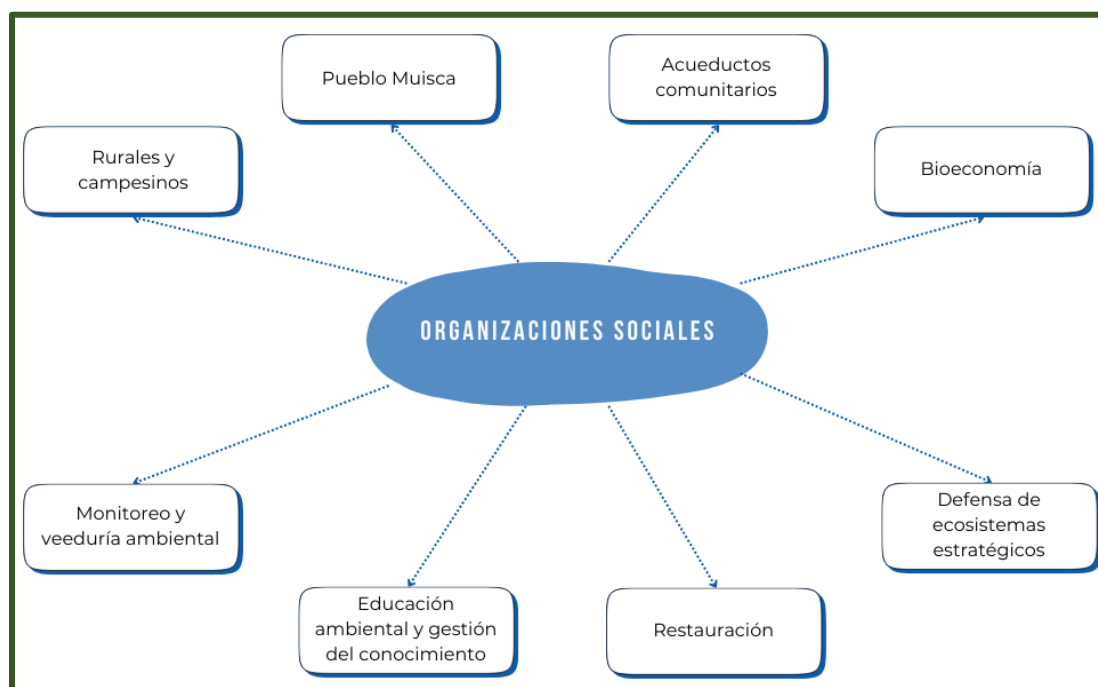 Pueblo Muisca
Acueductos
comunitarios
Rurales y
campesinos
Bioeconomía
ORGANIZACIONES SOCIALES
Monitoreo y
veeduría ambiental
Defensa de
ecosistemas
estratégicos
Educación
ambiental y gestión
del conocimiento
Restauración